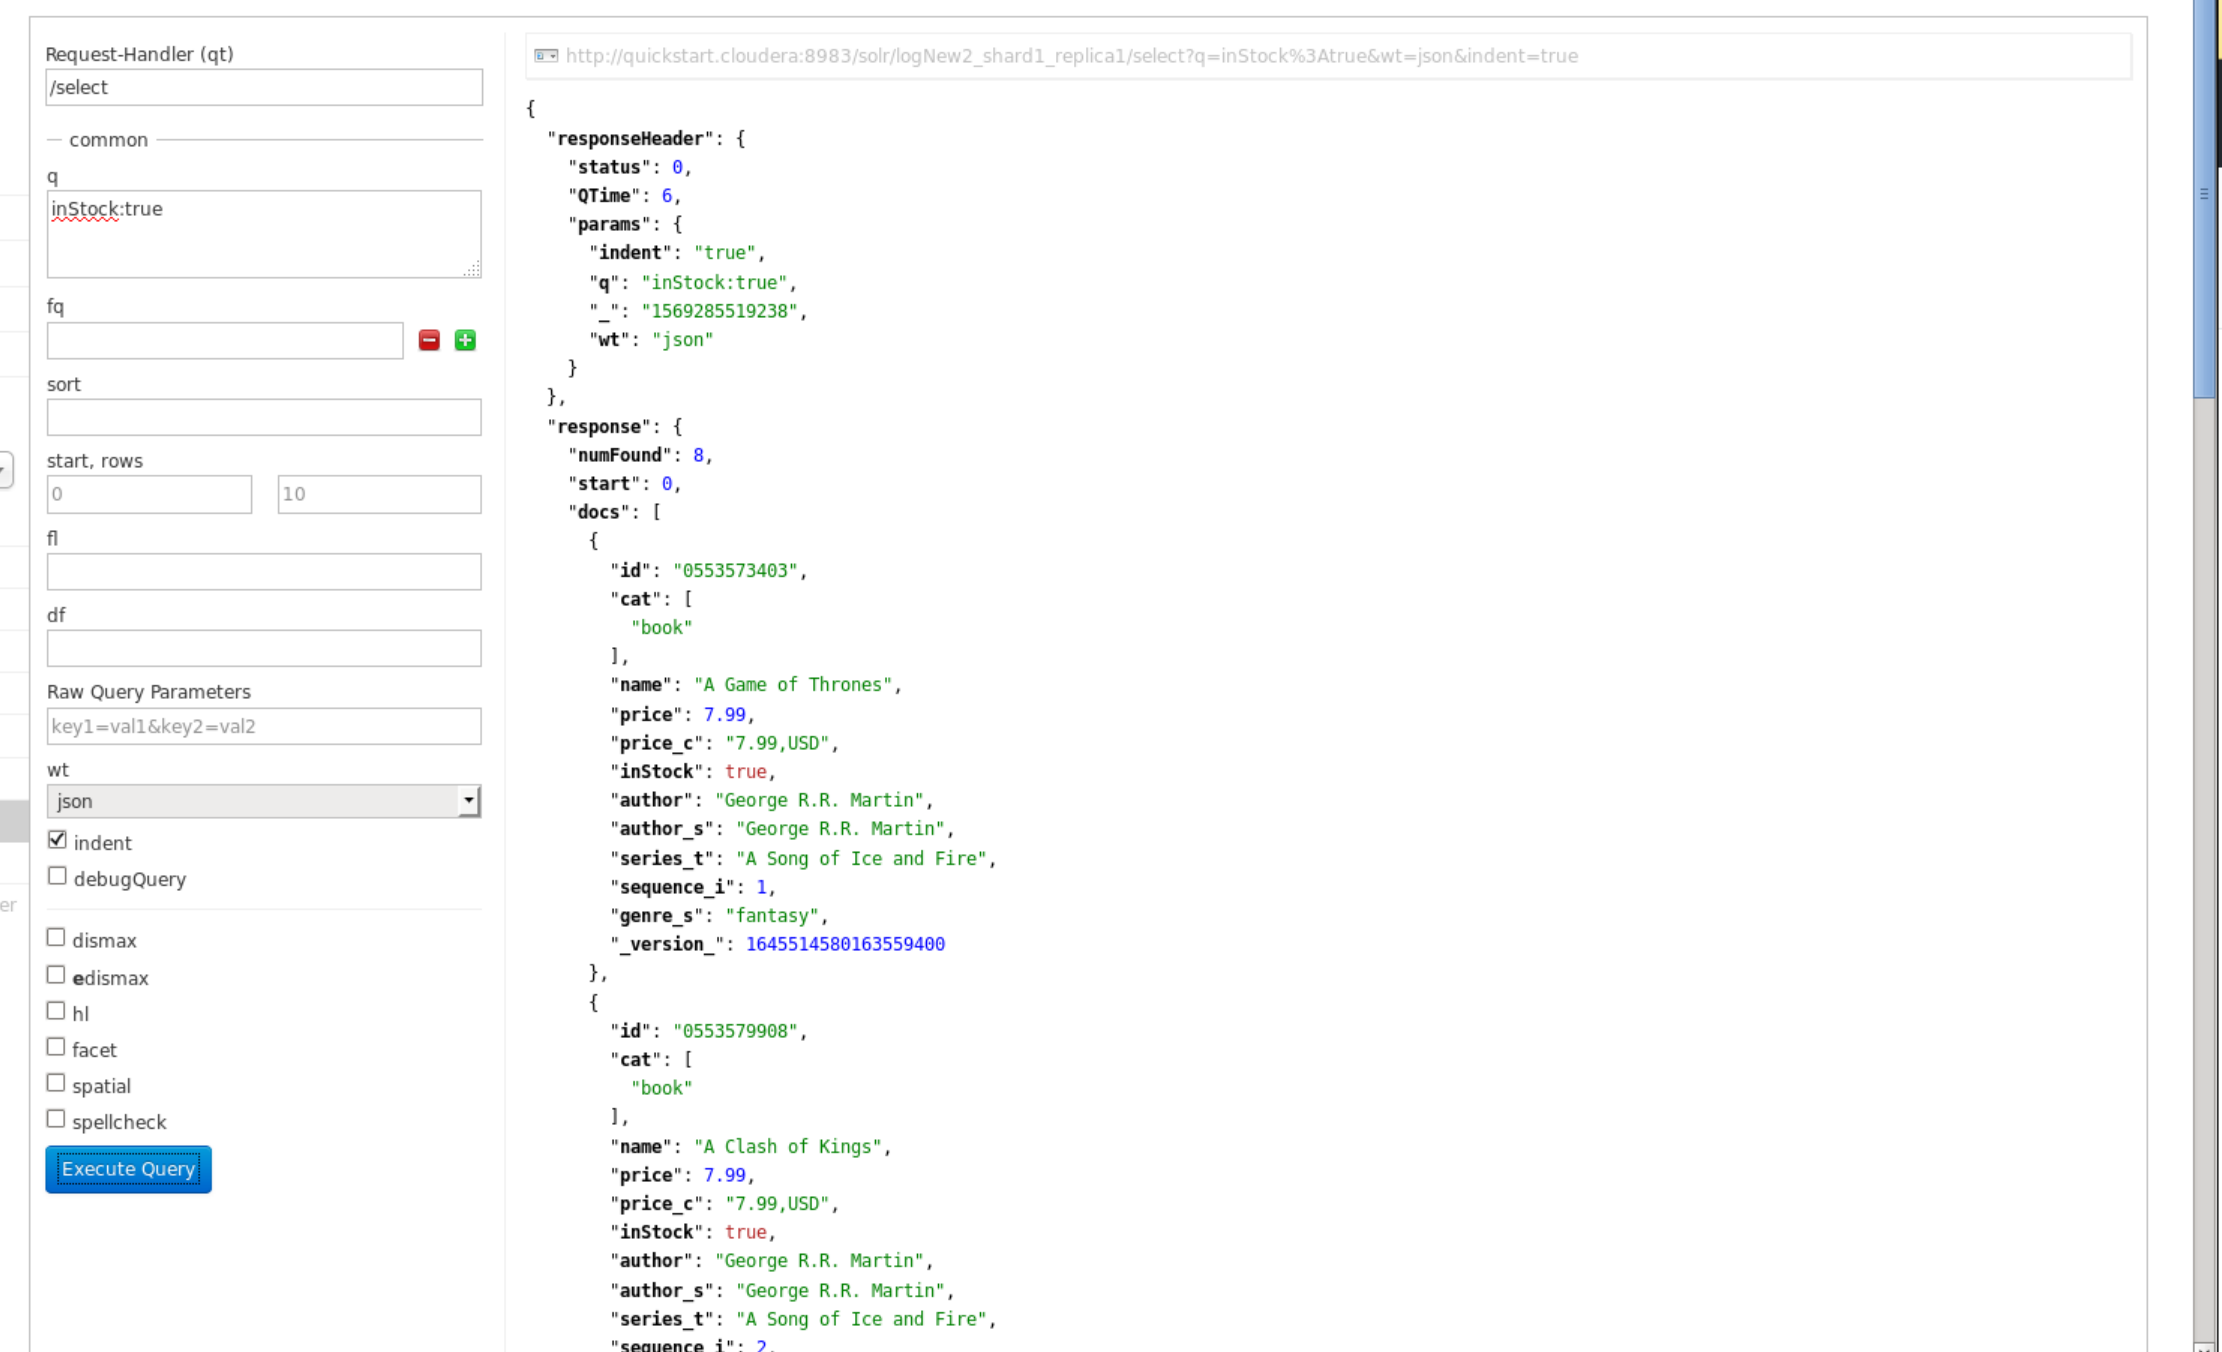 Request-Handler (qt)
/select
common
q
inStock:true
fq
sort
start, rows
0 10
fl
df
Raw Query Parameters
key1=val1&key2=val2
wt
json
indent
debugQuery
er
dismax
edismax
hl
facet
spatial
spellcheck
Execute Query
http://quickstart.cloudera:8983/solr/logNew2_shard1_replica1/select?q=inStock%3Atrue&wt=json&indent=true
{
"responseHeader": {
"status": 0,
"QTime": 6,
"params": {
"indent": "true",
"q": "inStock:true",
"_": "1569285519238",
"wt": "json"
}
},
"response": {
"numFound": 8,
"start": 0,
"docs": [
{
"id": "0553573403",
"cat": [
"book"
],
"name": "A Game of Thrones",
"price": 7.99,
"price_c": "7.99,USD",
"inStock": true,
"author": "George R.R. Martin",
"author_s": "George R.R. Martin",
"series_t": "A Song of Ice and Fire",
"sequence_i": 1,
"genre_s": "fantasy",
"_version_": 1645514580163559400
},
{
"id": "0553579908",
"cat": [
"book"
],
"name": "A Clash of Kings",
"price": 7.99,
"price_c": "7.99,USD",
"inStock": true,
"author": "George R.R. Martin",
"author_s": "George R.R. Martin",
"series_t": "A Song of Ice and Fire",
"sequence_i": 2,